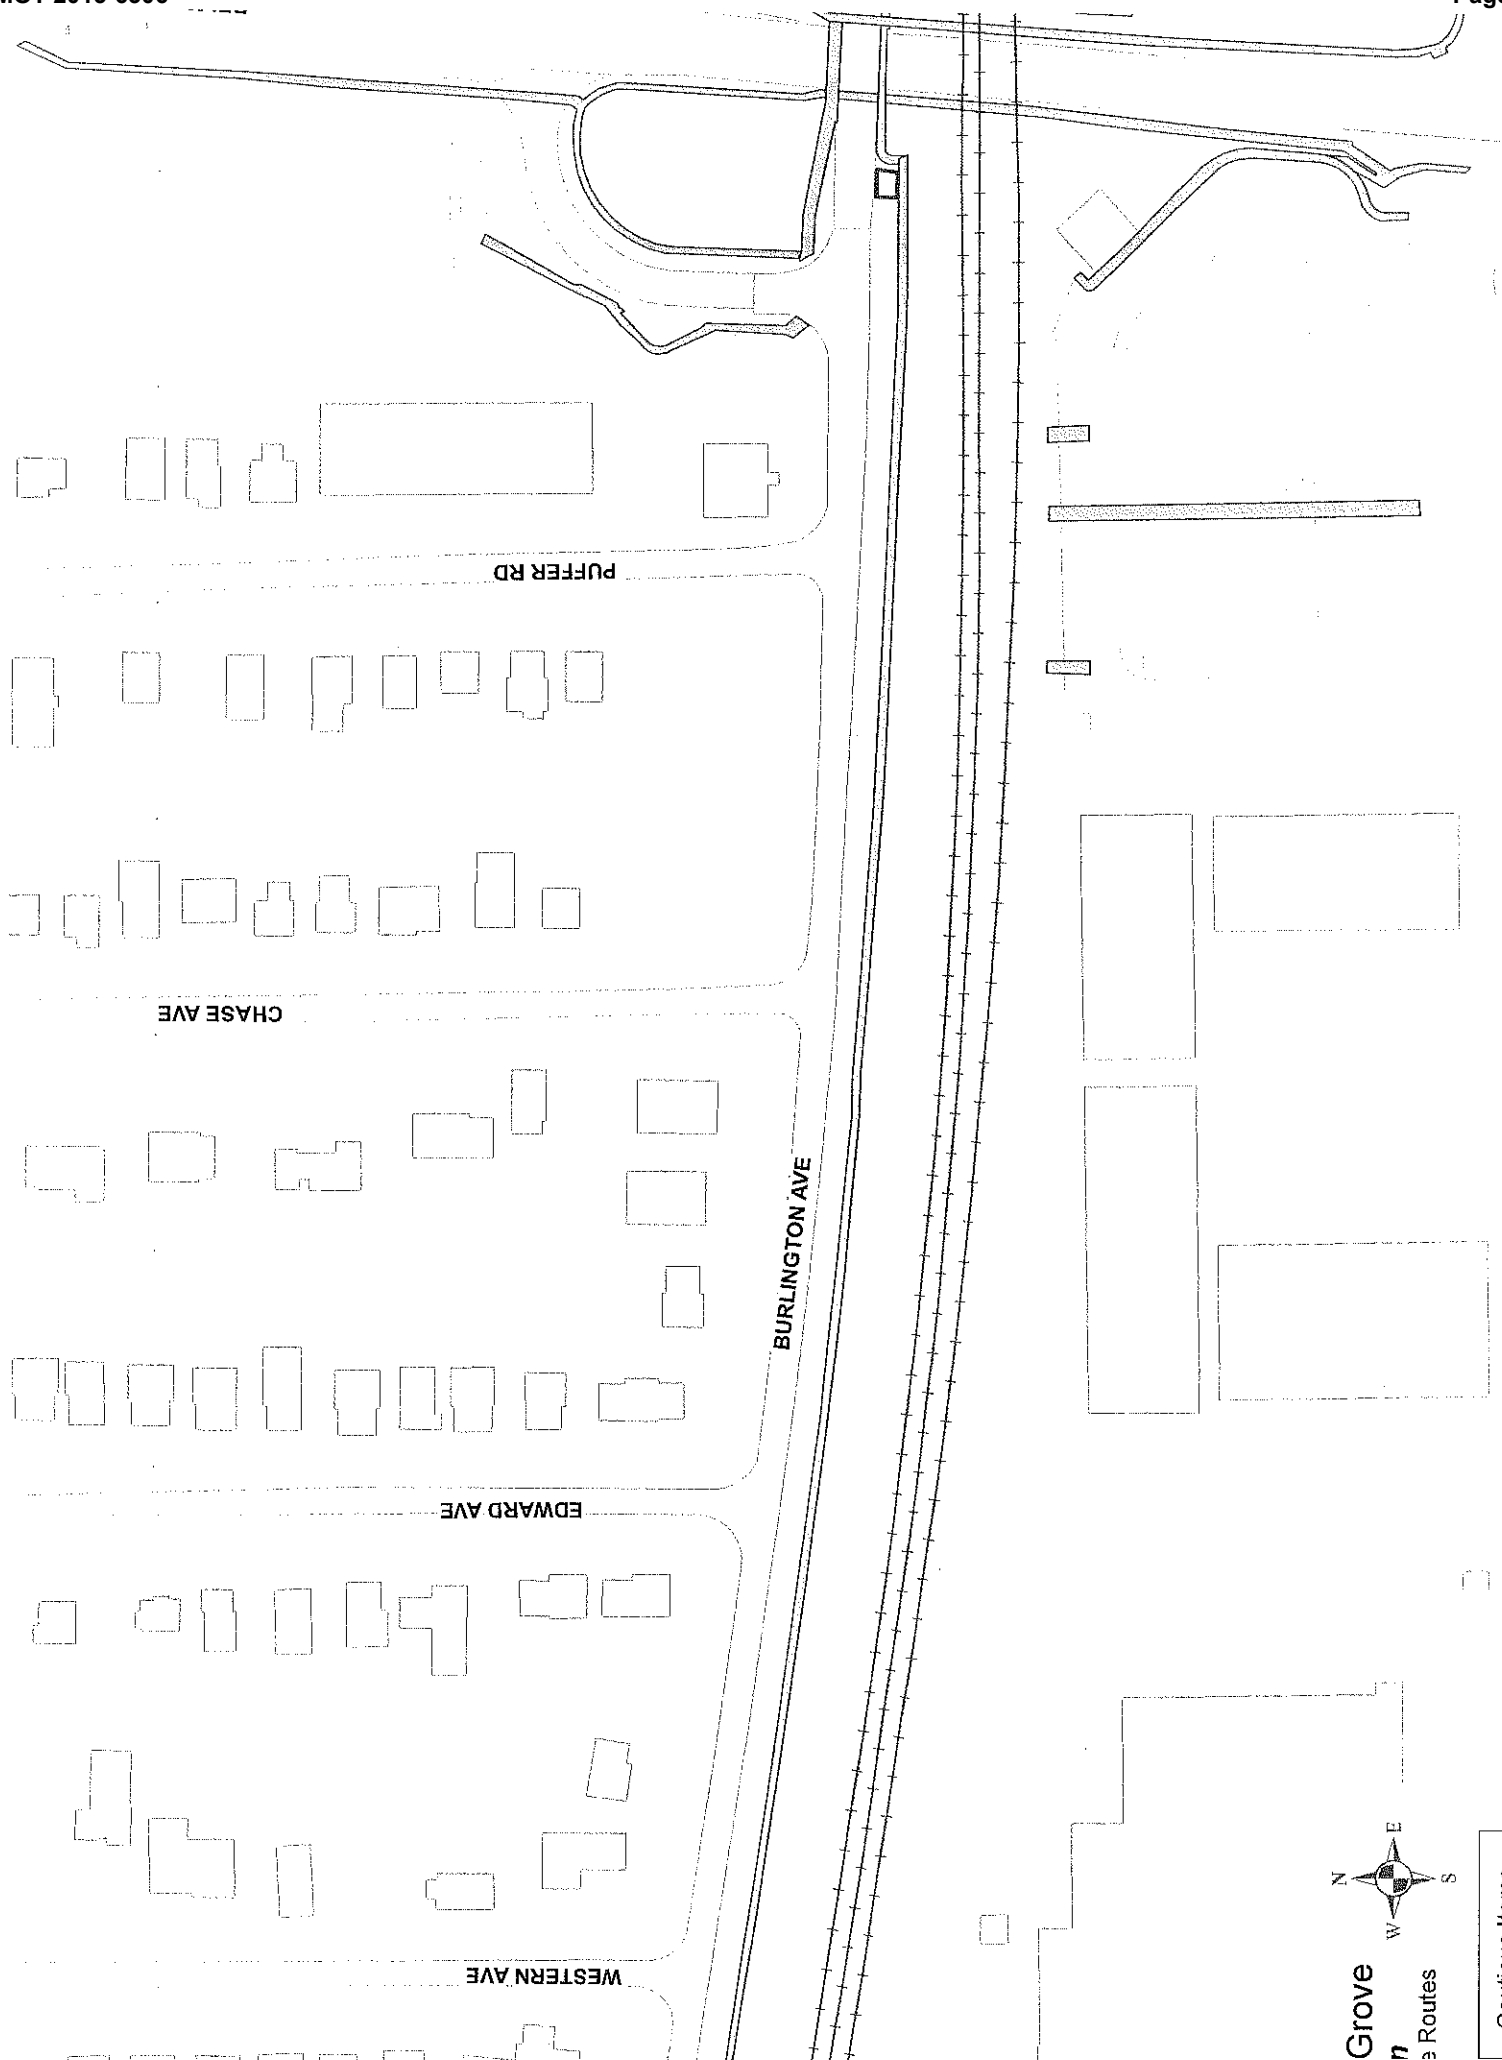 PUFFER RD
CHASE AVE
BURLINGTON AVE
EDWARD AVE
WESTERN AVE
N
E
S
W
Grove
Routes